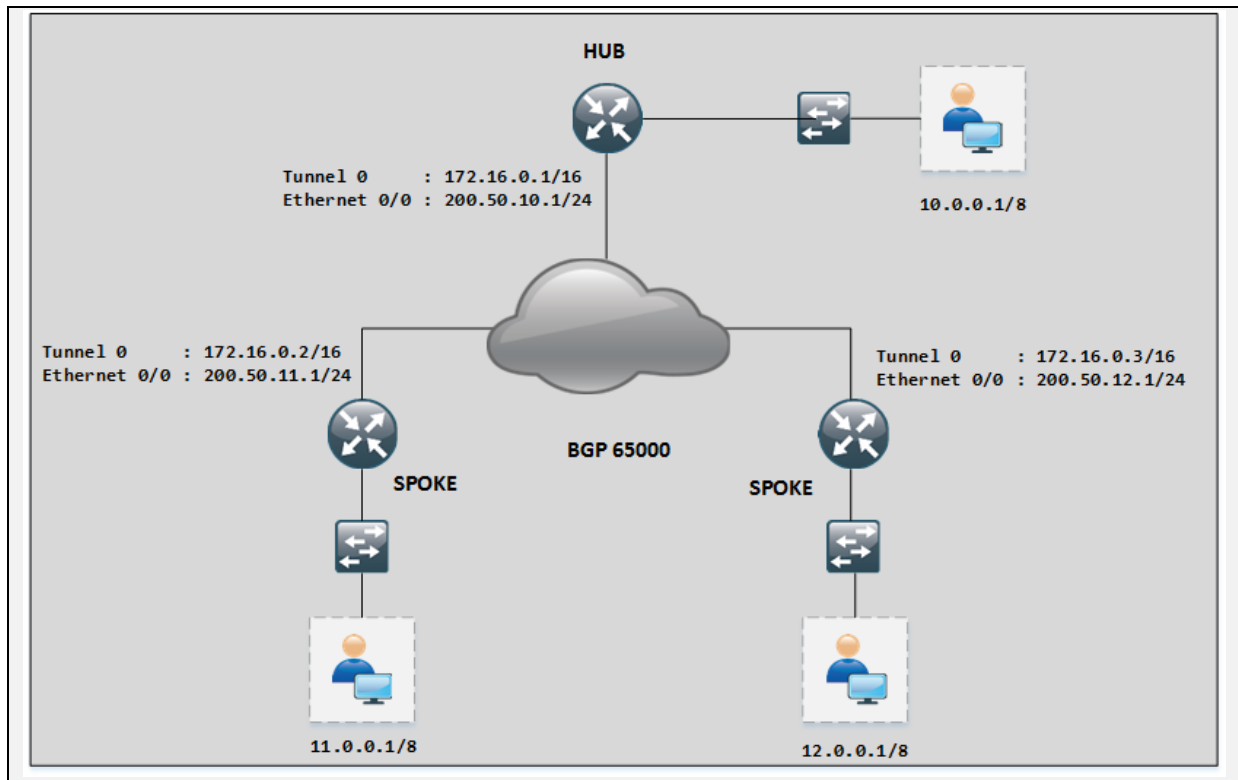 HUB
Tunnel 0     : 172.16.0.1/16
Ethernet 0/0 : 200.50.10.1/24
10.0.0.1/8
Tunnel 0     : 172.16.0.2/16
Ethernet 0/0 : 200.50.11.1/24
Tunnel 0     : 172.16.0.3/16
Ethernet 0/0 : 200.50.12.1/24
BGP 65000
SPOKE
SPOKE
11.0.0.1/8
12.0.0.1/8